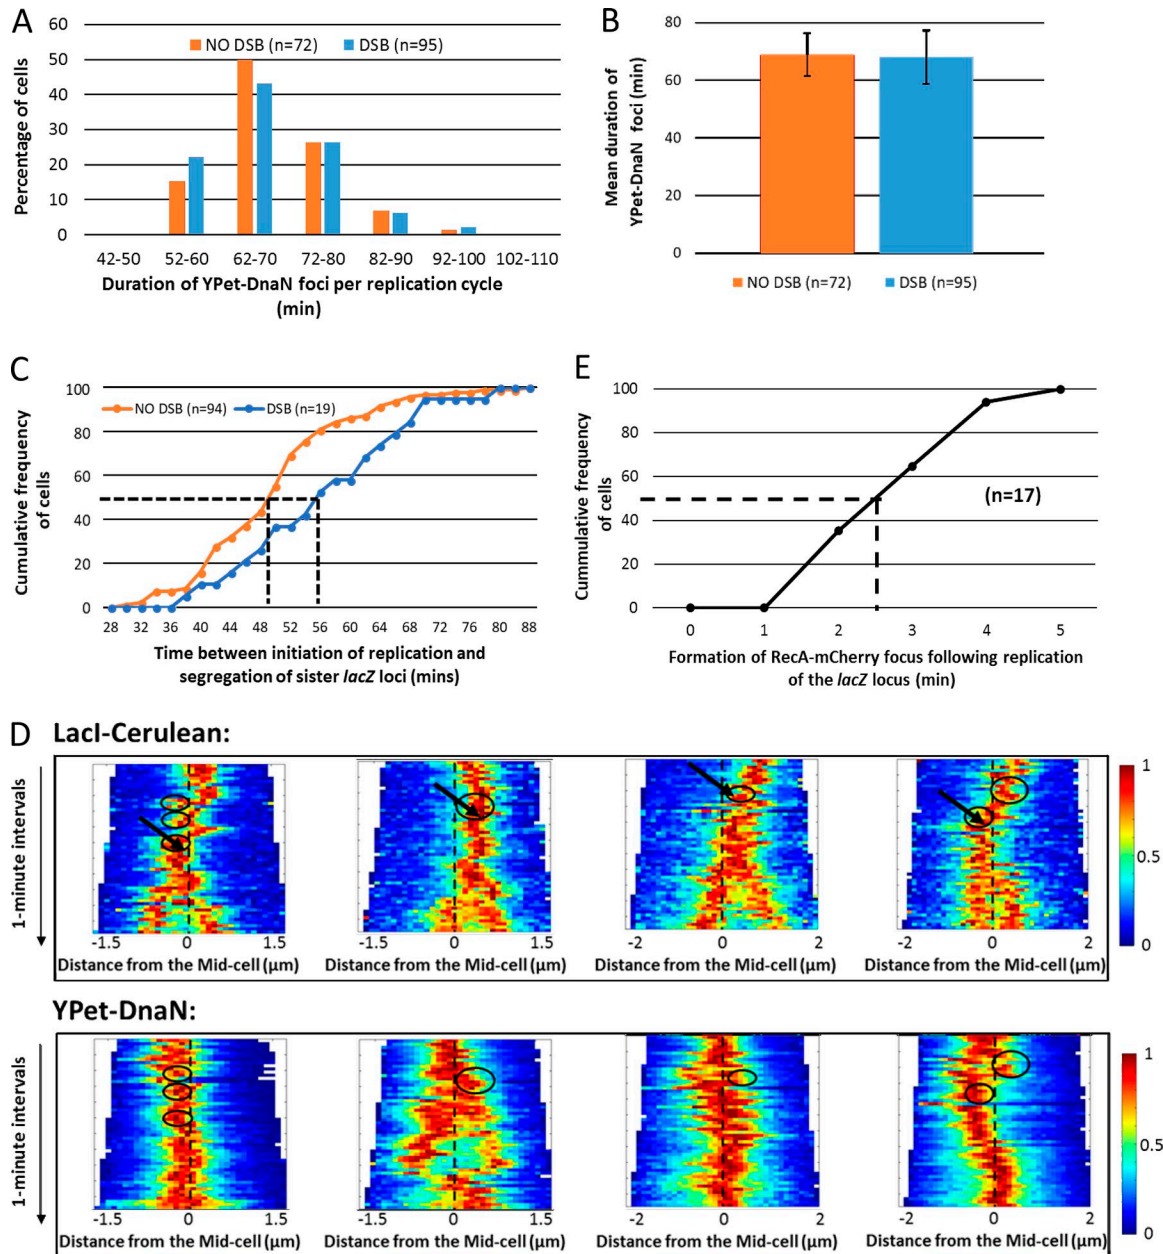 A
60
50
40
30
20
10
0
Percentage of cells
NO DSB (n=72) DSB (n=95)
42-50 52-60 62-70 72-80 82-90 92-100 102-110
Duration of YPet-DnaN foci per replication cycle
(min)
B
80
60
40
20
0
Mean duration of
YPet-DnaN foci (min)
NO DSB (n=72) DSB (n=95)
C
100
80
60
40
20
0
Cumulative frequency
of cells
NO DSB (n=94) DSB (n=19)
28 32 36 40 44 48 52 56 60 64 70 76 80 88
Time between initiation of replication and
segregation of sister lacZ loci (mins)
E
100
80
60
40
20
0
Cummulative frequency
of cells
(n=17)
0 1 2 3 4 5
Formation of RecA-mCherry focus following replication
of the lacZ locus (min)
D
LacI-Cerulean:
1-minute intervals
-1.5 0 1.5
Distance from the Mid-cell (µm)
-1.5 0 1.5
Distance from the Mid-cell (µm)
-2 0 2
Distance from the Mid-cell (µm)
-2 0 2
Distance from the Mid-cell (µm)
1
0.5
0
YPet-DnaN:
1-minute intervals
-1.5 0 1.5
Distance from the Mid-cell (µm)
-1.5 0 1.5
Distance from the Mid-cell (µm)
-2 0 2
Distance from the Mid-cell (µm)
-2 0 2
Distance from the Mid-cell (µm)
1
0.5
0